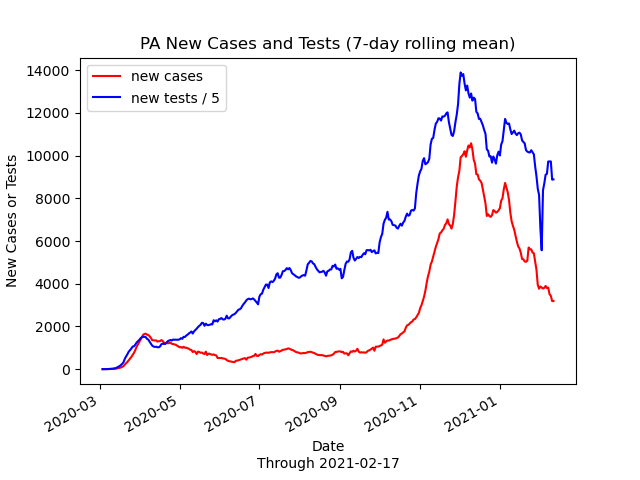 PA New Cases and Tests (7-day rolling mean)
new cases
new tests / 5
14000
12000
10000
8000
6000
4000
2000
0
New Cases or Tests
2020-03
2020-05
2020-07
2020-09
2020-11
2021-01
Date
Through 2021-02-17